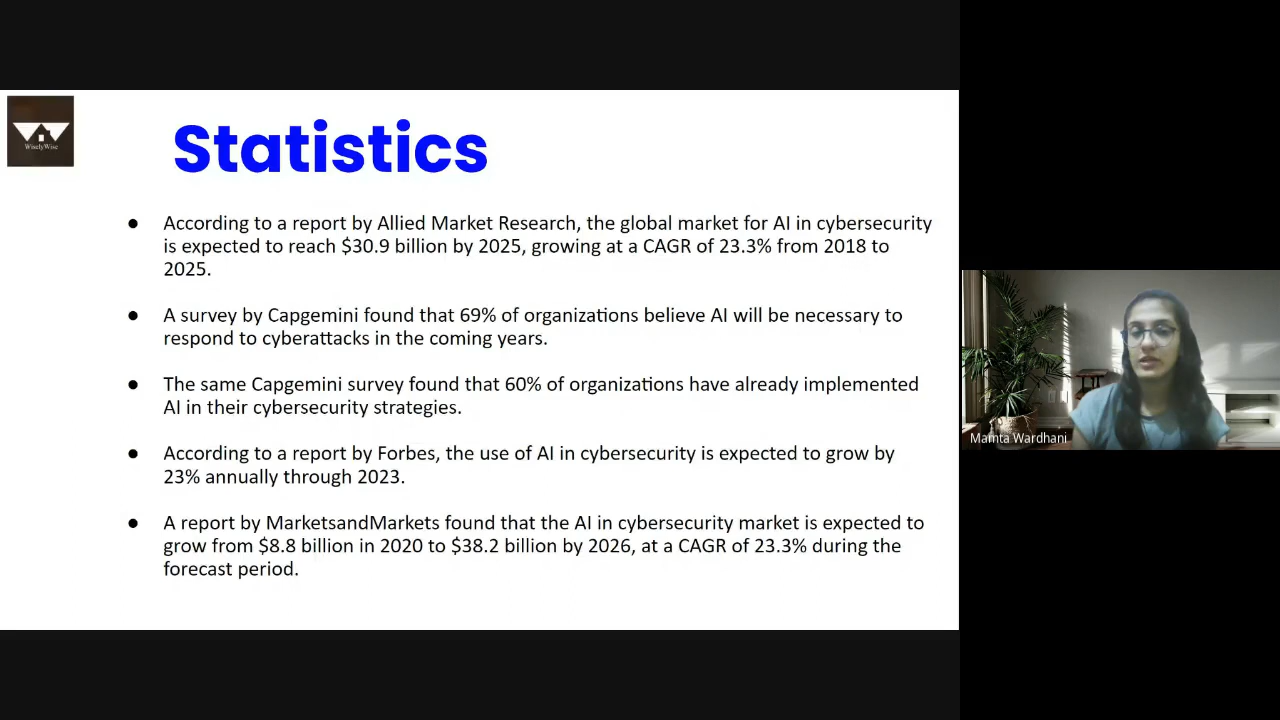 WiselyWise
Statistics
● According to a report by Allied Market Research, the global market for AI in cybersecurity
is expected to reach $30.9 billion by 2025, growing at a CAGR of 23.3% from 2018 to
2025.
● A survey by Capgemini found that 69% of organizations believe AI will be necessary to
respond to cyberattacks in the coming years.
● The same Capgemini survey found that 60% of organizations have already implemented
AI in their cybersecurity strategies.
● According to a report by Forbes, the use of AI in cybersecurity is expected to grow by
23% annually through 2023.
● A report by MarketsandMarkets found that the AI in cybersecurity market is expected to
grow from $8.8 billion in 2020 to $38.2 billion by 2026, at a CAGR of 23.3% during the
forecast period.
Mamta Wardhani